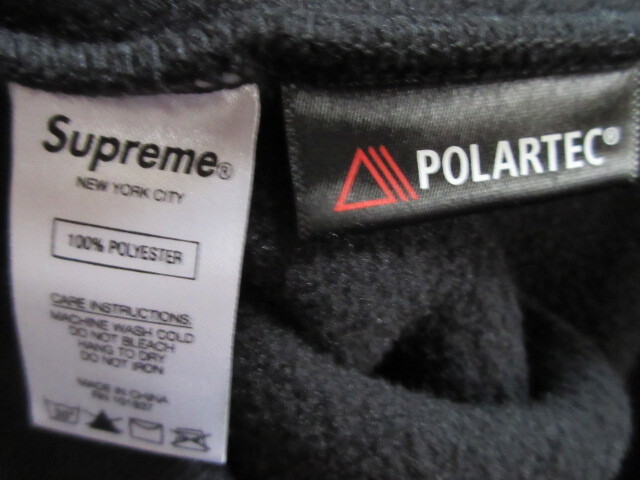 Supreme®
NEW YORK CITY
100% POLYESTER
CARE INSTRUCTIONS:
MACHINE WASH COLD
DO NOT BLEACH
HANG TO DRY
DO NOT IRON
MADE IN CHINA
POLARTEC®